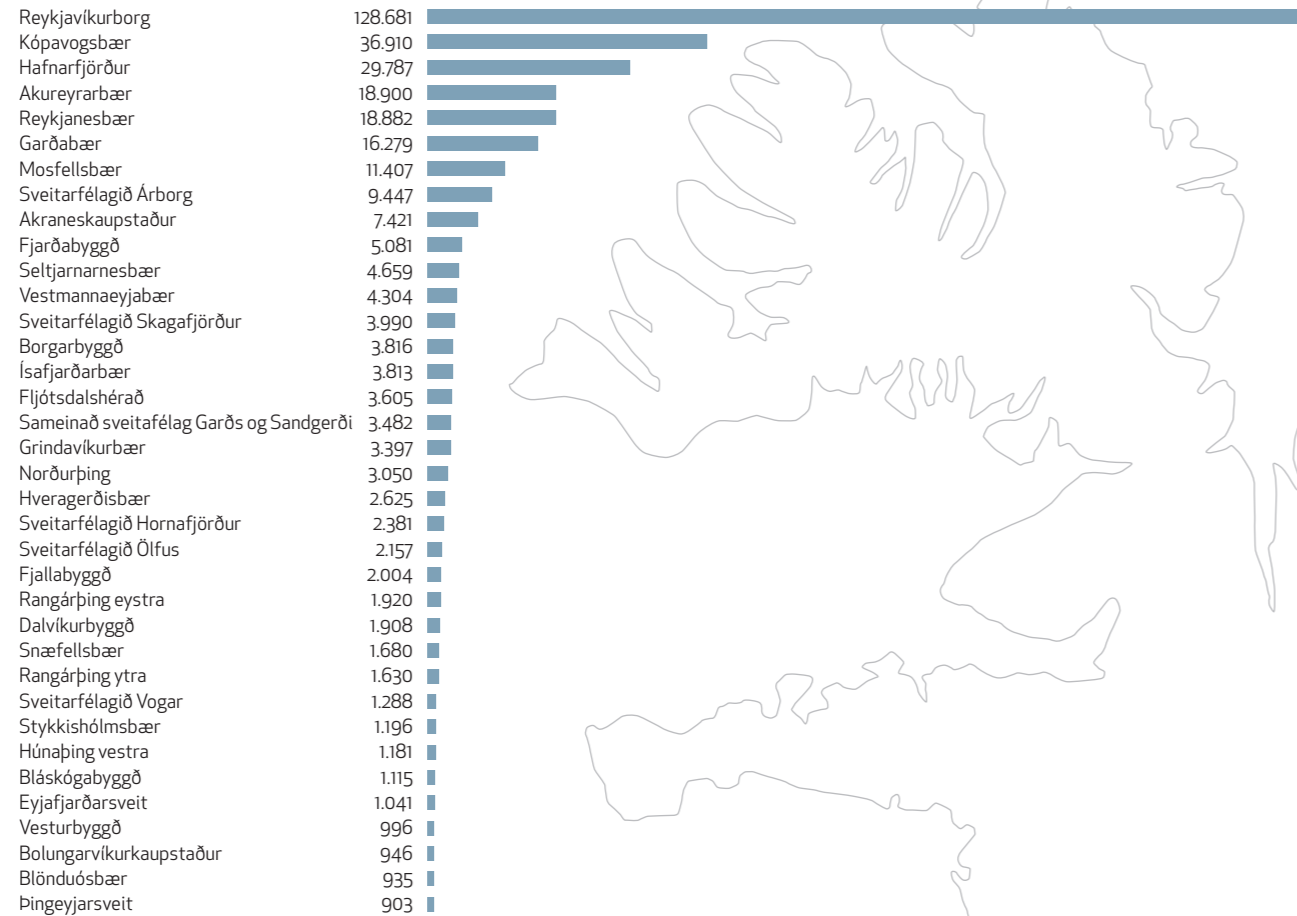 Reykjavíkurborg 128.681
Kópavogsbær 36.910
Hafnarfjörður 29.787
Akureyrarbær 18.900
Reykjanesbær 18.882
Garðabær 16.279
Mosfellsbær 11.407
Sveitarfélagið Árborg 9.447
Akraneskaupstaður 7.421
Fjarðabyggð 5.081
Seltjarnarnesbær 4.659
Vestmannaeyjabær 4.304
Sveitarfélagið Skagafjörður 3.990
Borgarbyggð 3.816
Ísafjarðarbær 3.813
Fljótsdalshérað 3.605
Sameinað sveitafélag Garðs og Sandgerði 3.482
Grindavíkurbær 3.397
Norðurþing 3.050
Hveragerðisbær 2.625
Sveitarfélagið Hornafjörður 2.381
Sveitarfélagið Ölfus 2.157
Fjallabyggð 2.004
Rangárþing eystra 1.920
Dalvíkurbyggð 1.908
Snæfellsbær 1.680
Rangárþing ytra 1.630
Sveitarfélagið Vogar 1.288
Stykkishólmsbær 1.196
Húnaþing vestra 1.181
Bláskógabyggð 1.115
Eyjafjarðarsveit 1.041
Vesturbyggð 996
Bolungarvíkurkaupstaður 946
Blönduósbær 935
Þingeyjarsveit 903